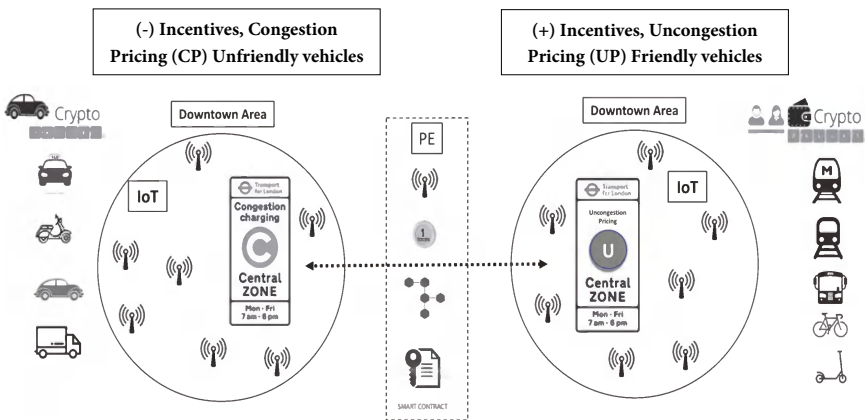 (-) Incentives, Congestion
Pricing (CP) Unfriendly vehicles
(+) Incentives, Uncongestion
Pricing (UP) Friendly vehicles
Crypto
Downtown Area
IoT
Transport
for London
Congestion
charging
C
Central
ZONE
Mon - Fri
7 am - 6 pm
PE
1
SMART CONTRACT
Downtown Area
IoT
Transport
for London
Uncongestion
Pricing
U
Central
ZONE
Mon - Fri
7 am - 6 pm
Crypto
M